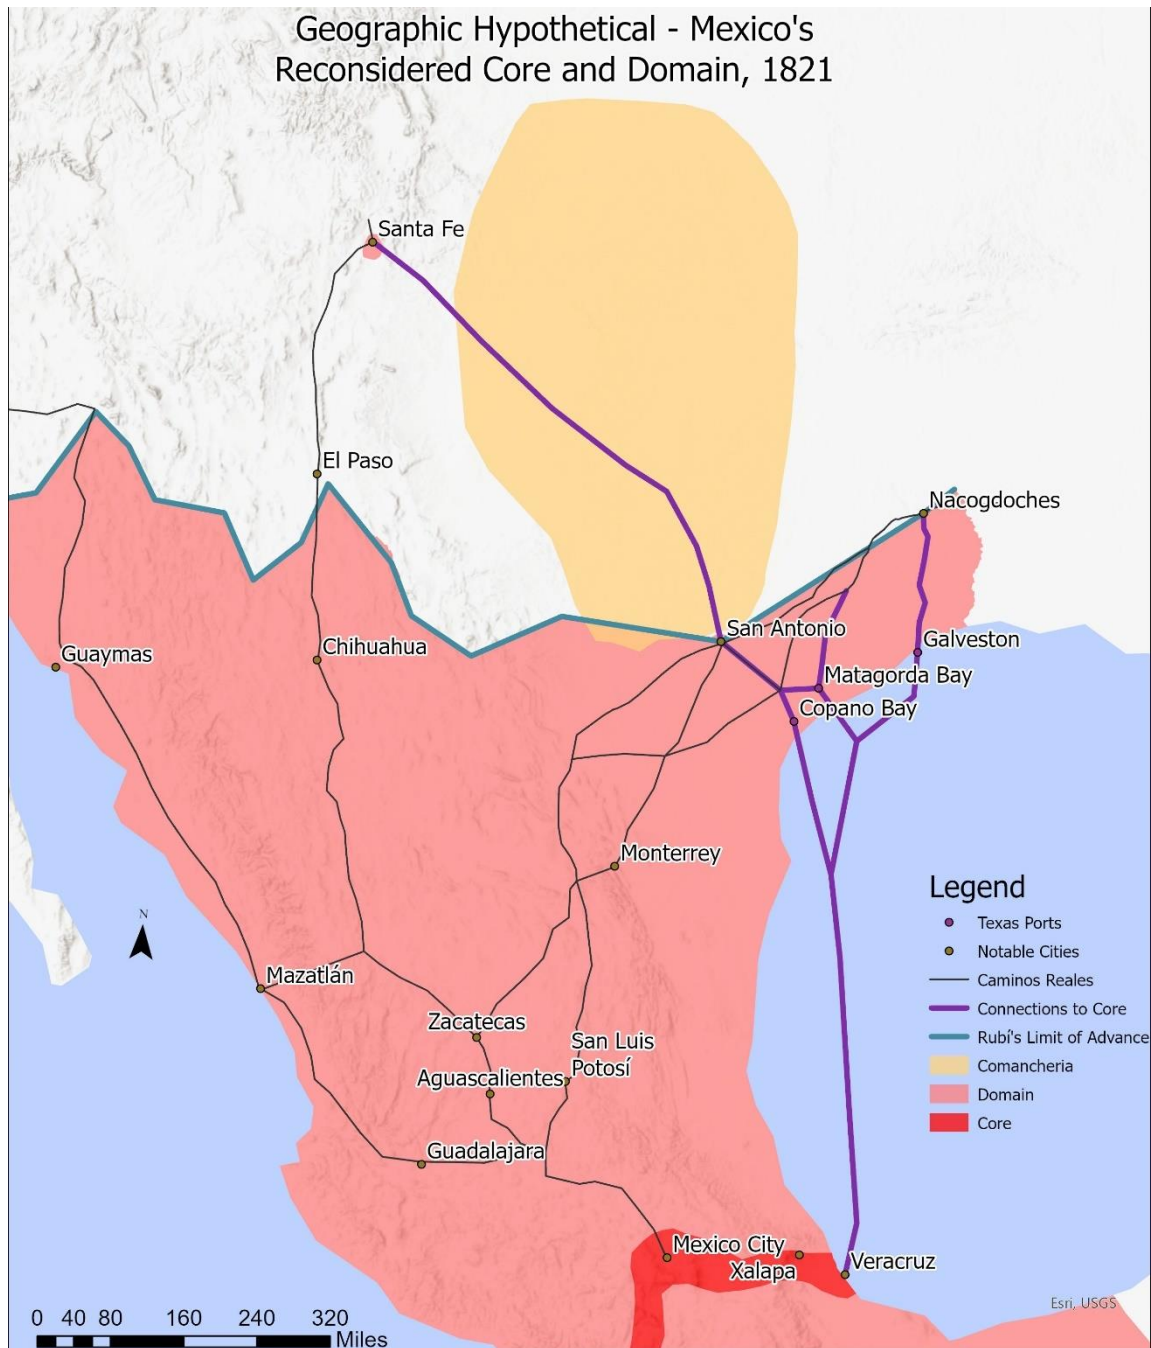 Geographic Hypothetical - Mexico's
Reconsidered Core and Domain, 1821
Santa Fe
El Paso
Nacogdoches
San Antonio
Galveston
Chihuahua
Guaymas
Matagorda Bay
Copano Bay
Monterrey
Legend
Texas Ports
Notable Cities
Caminos Reales
Connections to Core
Rubí's Limit of Advance
Comancheria
Domain
Core
N
Mazatlán
Zacatecas
San Luis
Potosí
Aguascalientes
Guadalajara
Mexico City
Xalapa
Veracruz
Esri, USGS
0 40 80 160 240 320
Miles